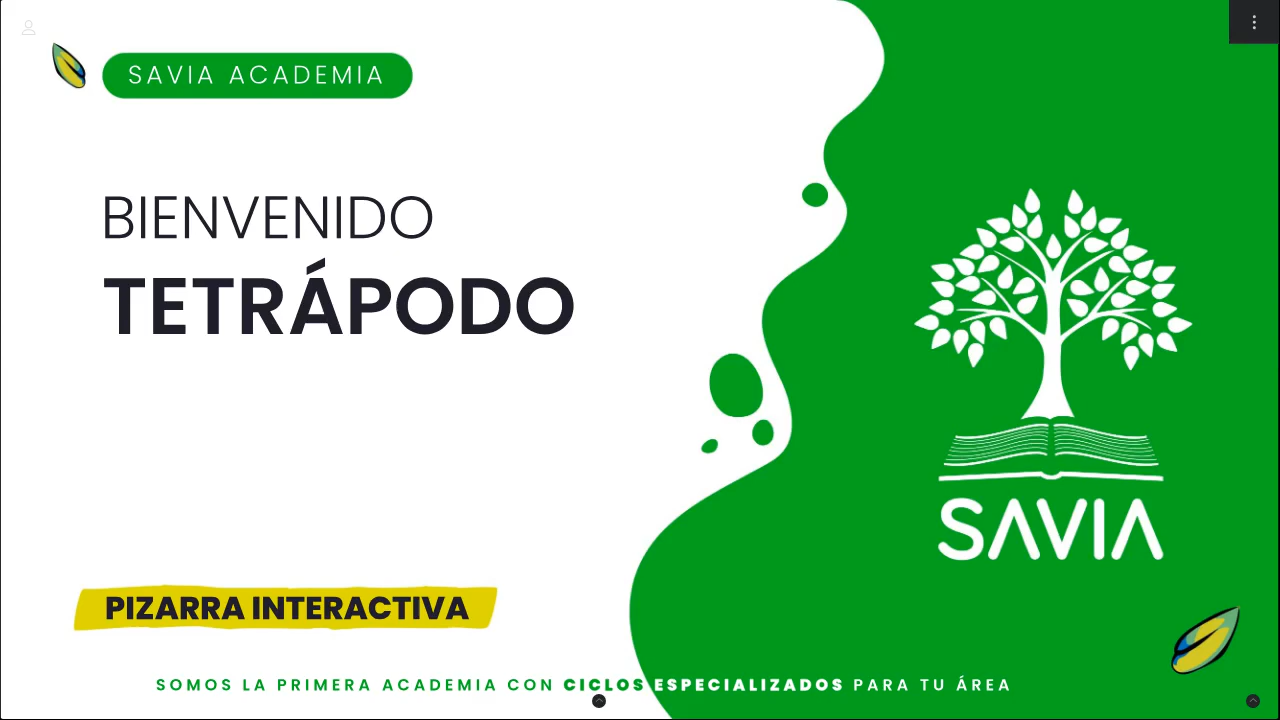 SAVIA ACADEMIA
BIENVENIDO
TETRÁPODO
SAVIA
PIZARRA INTERACTIVA
SOMOS LA PRIMERA ACADEMIA CON CICLOS ESPECIALIZADOS PARA TU ÁREA